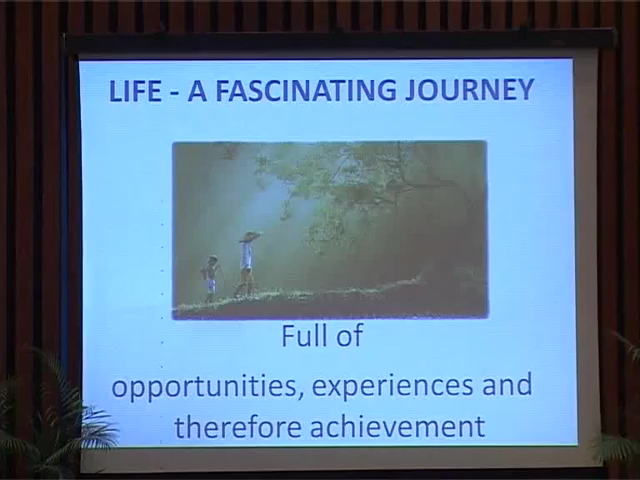 LIFE - A FASCINATING JOURNEY
Full of
opportunities, experiences and
therefore achievement